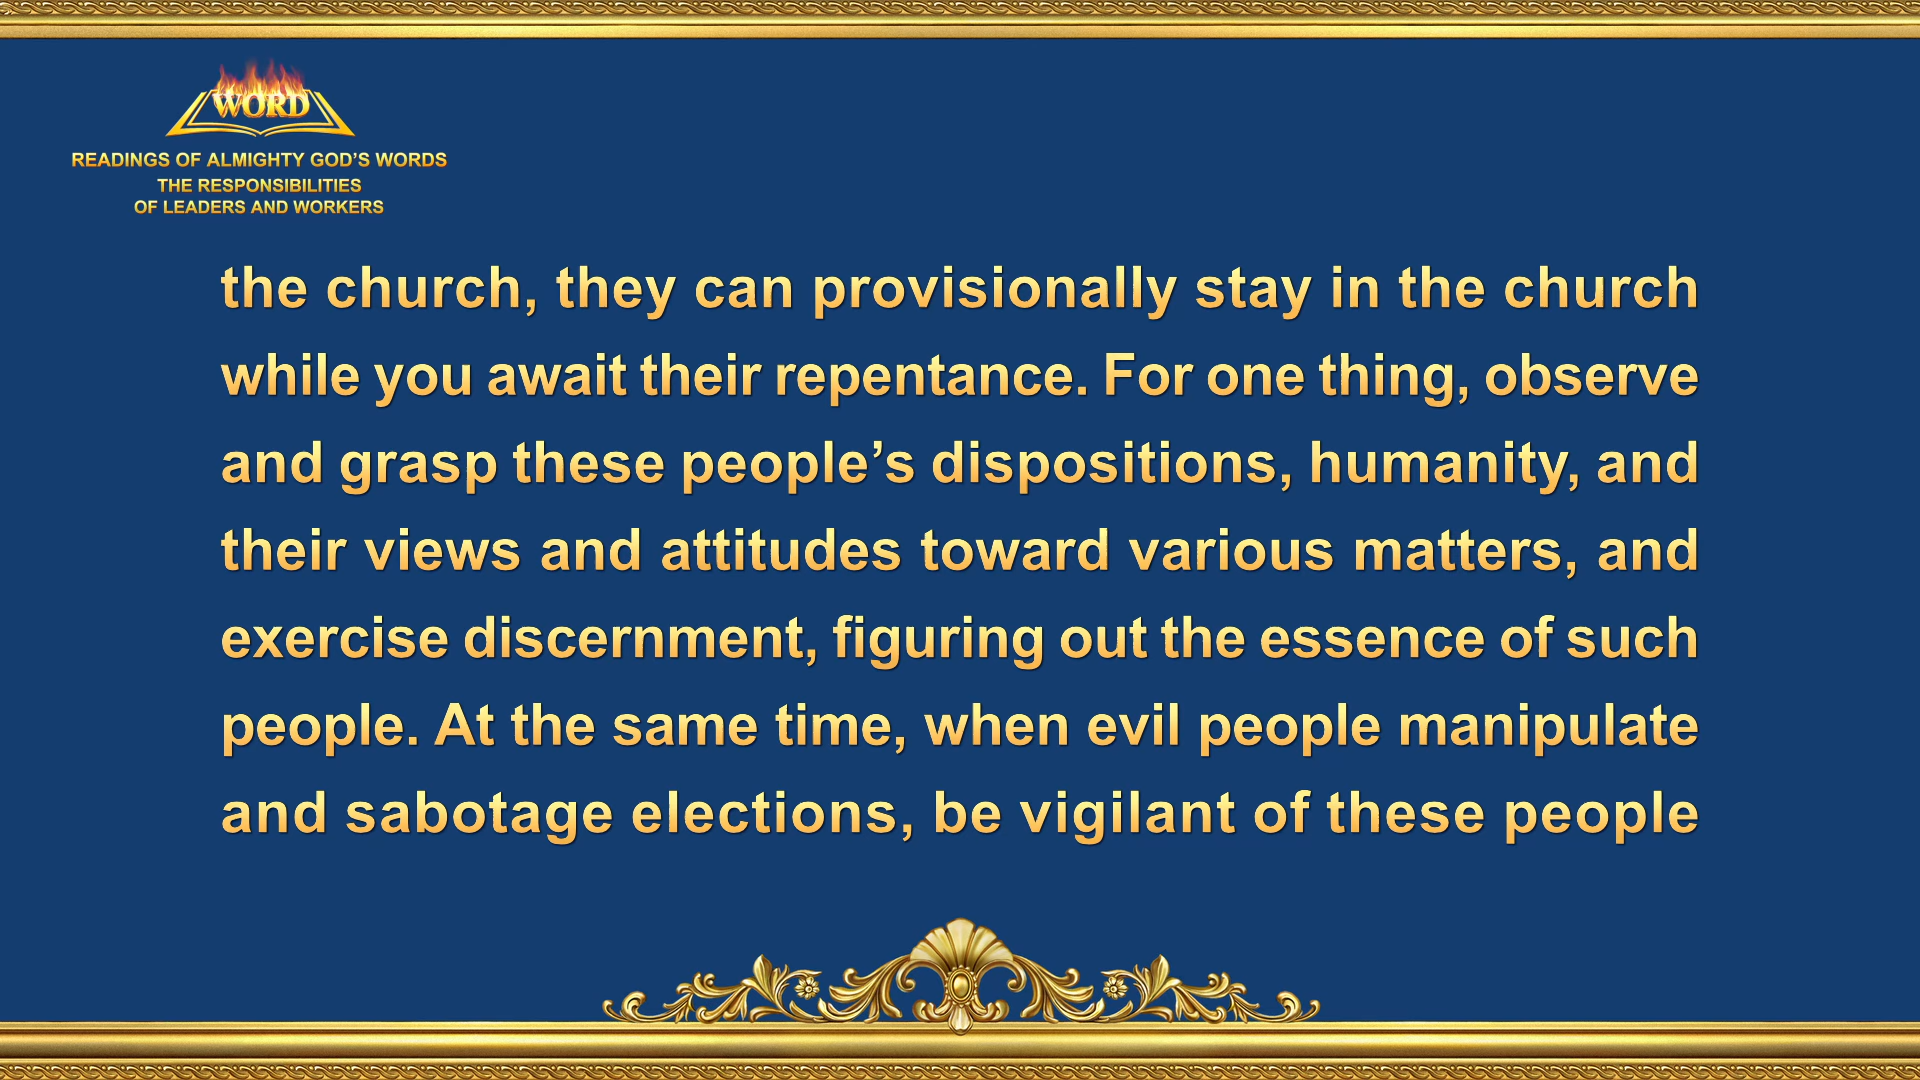 WORD
READINGS OF ALMIGHTY GOD’S WORDS
THE RESPONSIBILITIES
OF LEADERS AND WORKERS
the church, they can provisionally stay in the church
while you await their repentance. For one thing, observe
and grasp these people’s dispositions, humanity, and
their views and attitudes toward various matters, and
exercise discernment, figuring out the essence of such
people. At the same time, when evil people manipulate
and sabotage elections, be vigilant of these people